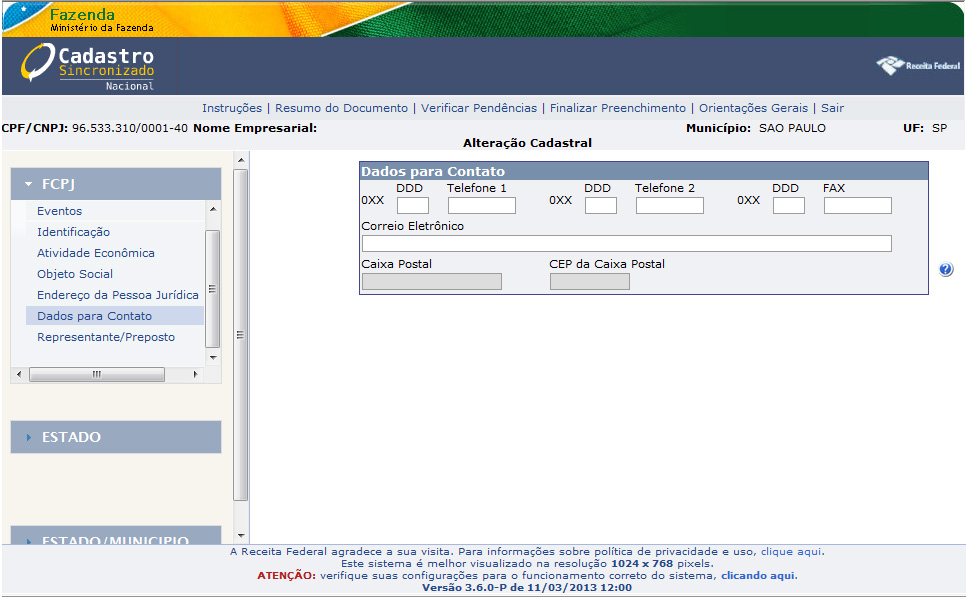 Fazenda
Ministério da Fazenda
Cadastro
Sincronizado
Nacional
Receita Federal
Instruções | Resumo do Documento | Verificar Pendências | Finalizar Preenchimento | Orientações Gerais | Sair
CPF/CNPJ: 96.533.310/0001-40 Nome Empresarial: Município: SAO PAULO UF: SP
Alteração Cadastral
FCPJ
Eventos
Identificação
Atividade Econômica
Objeto Social
Endereço da Pessoa Jurídica
Dados para Contato
Representante/Preposto
ESTADO
ESTADO/MUNICIPIO
Dados para Contato
DDD Telefone 1 DDD Telefone 2 DDD FAX
0XX 0XX 0XX
Correio Eletrônico
Caixa Postal CEP da Caixa Postal
?
A Receita Federal agradece a sua visita. Para informações sobre política de privacidade e uso, clique aqui.
Este sistema é melhor visualizado na resolução 1024 x 768 pixels.
ATENÇÃO: verifique suas configurações para o funcionamento correto do sistema, clicando aqui.
Versão 3.6.0-P de 11/03/2013 12:00